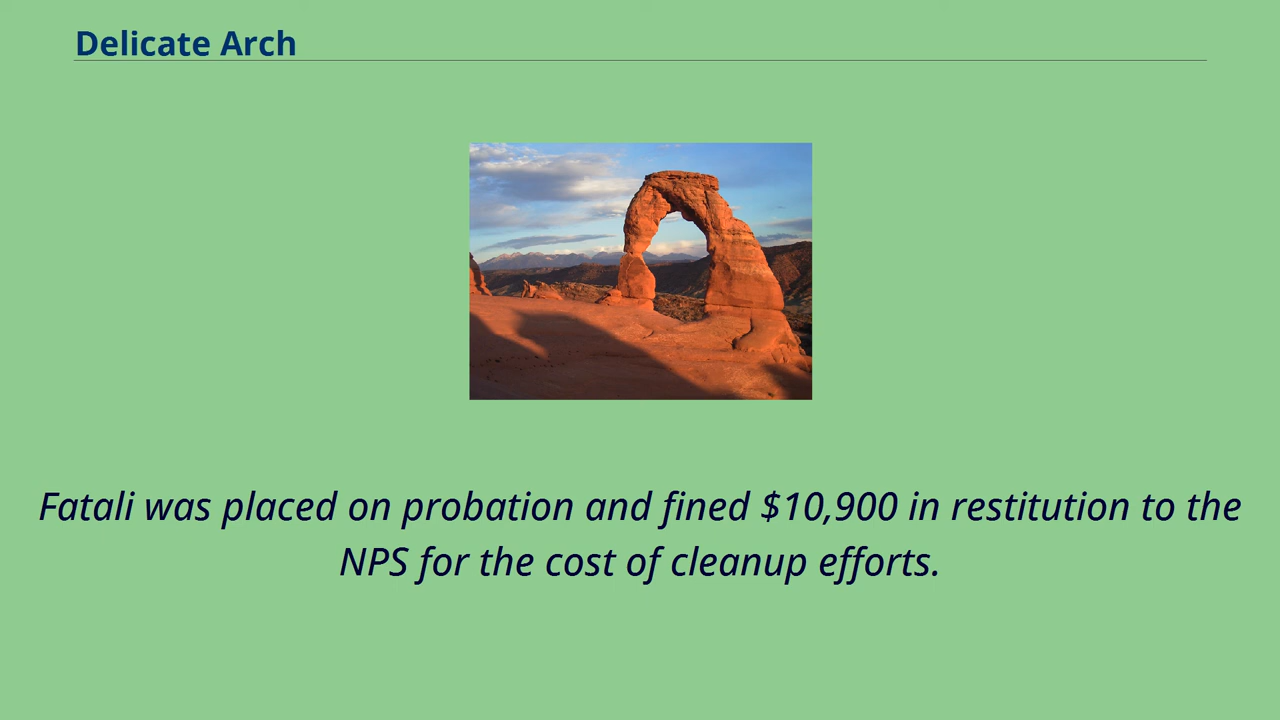 Delicate Arch
Fatali was placed on probation and fined $10,900 in restitution to the
NPS for the cost of cleanup efforts.